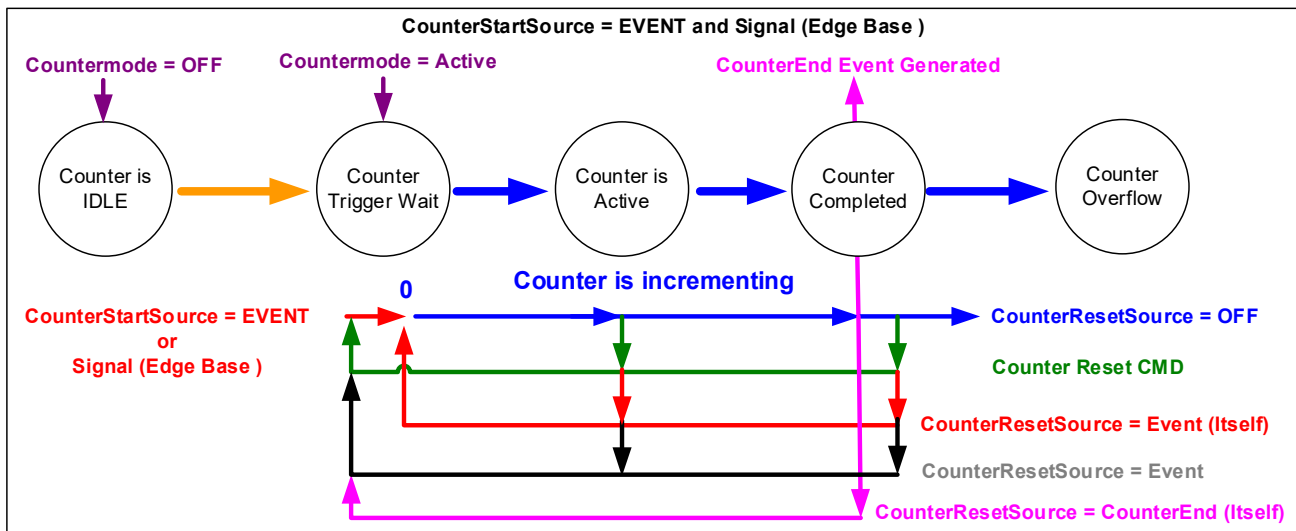 CounterStartSource = EVENT and Signal (Edge Base )
Countermode = OFF
Countermode = Active
CounterEnd Event Generated
Counter is
IDLE
Counter
Trigger Wait
Counter is
Active
Counter
Completed
Counter
Overflow
0
Counter is incrementing
CounterStartSource = EVENT
or
Signal (Edge Base )
CounterResetSource = OFF
Counter Reset CMD
CounterResetSource = Event (Itself)
CounterResetSource = Event
CounterResetSource = CounterEnd (Itself)